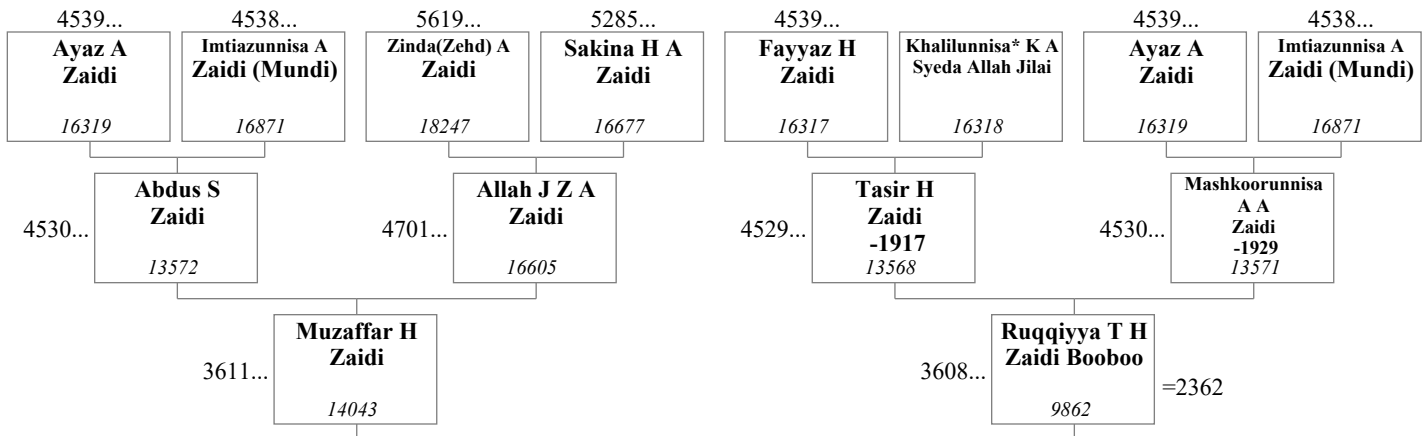 4539... 4538... 5619... 5285... 4539... 4539... 4538...
Ayaz A
Zaidi
16319
Imtiazunnisa A
Zaidi (Mundi)
16871
Zinda(Zehd) A
Zaidi
18247
Sakina H A
Zaidi
16677
Fayyaz H
Zaidi
16317
Khalilunnisa* K A
Syeda Allah Jilai
16318
Ayaz A
Zaidi
16319
Imtiazunnisa A
Zaidi (Mundi)
16871
4530...
Abdus S
Zaidi
13572
4701...
Allah J Z A
Zaidi
16605
4529...
Tasir H
Zaidi
-1917
13568
4530...
Mashkoorunnisa
A A
Zaidi
-1929
13571
3611...
Muzaffar H
Zaidi
14043
3608...
Ruqqiyya T H
Zaidi Booboo
9862
=2362